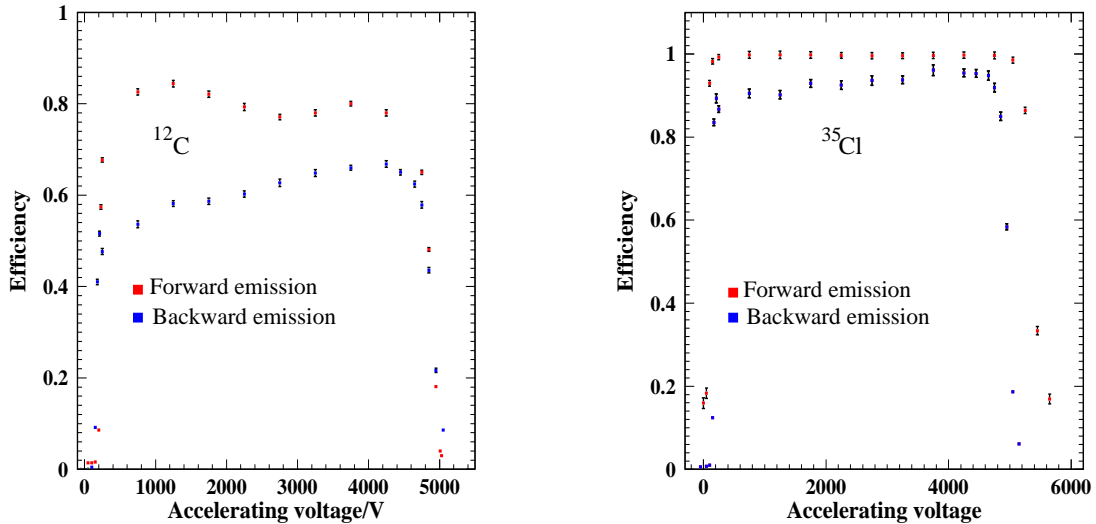 1
0.8
0.6
0.4
0.2
0
Efficiency
12C
Forward emission
Backward emission
0 1000 2000 3000 4000 5000
Accelerating voltage/V
1
0.8
0.6
0.4
0.2
0
Efficiency
35Cl
Forward emission
Backward emission
0 2000 4000 6000
Accelerating voltage